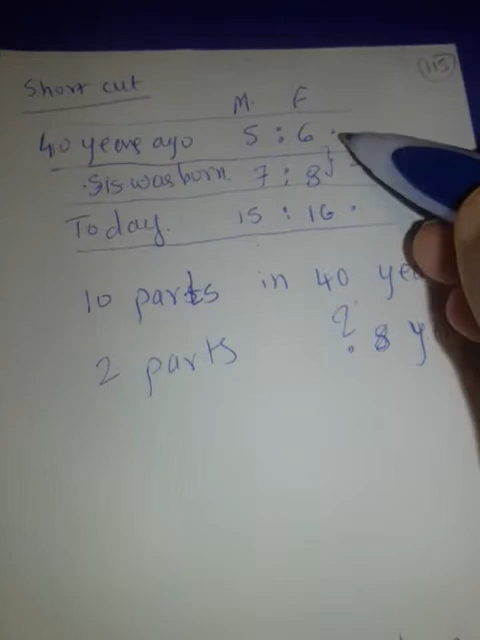 115
Short cut
M. F
40 years ago 5 : 6
Sis was born. 7 : 8
Today. 15 : 16
10 parts in 40
2 parts ? 8